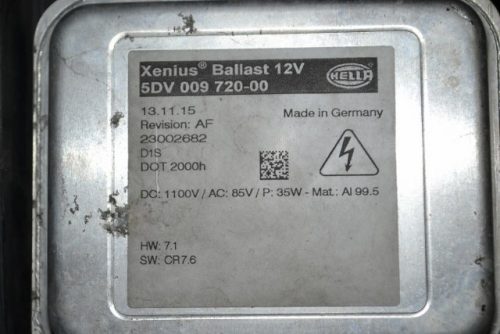 Xenius® Ballast 12V
5DV 009 720-00
HELLA
13.11.15
Made in Germany
Revision: AF
23002682
D1S
DOT 2000h
DC: 1100V / AC: 85V / P: 35W - Mat.: Al 99.5
HW: 7.1
SW: CR7.6